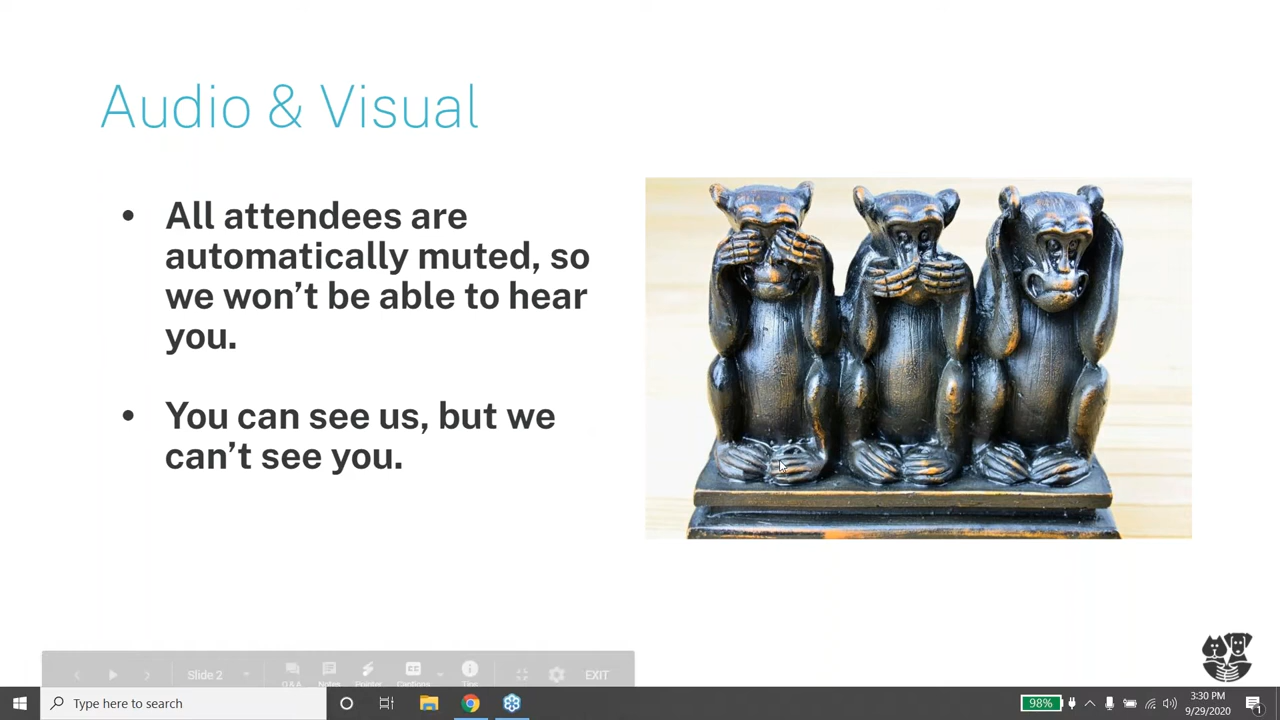 Audio & Visual
• All attendees are
automatically muted, so
we won’t be able to hear
you.
• You can see us, but we
can’t see you.
Slide 2
Q & A
Notes
Pointer
Captions
Tips
EXIT
Type here to search
98%
3:30 PM
9/29/2020
1